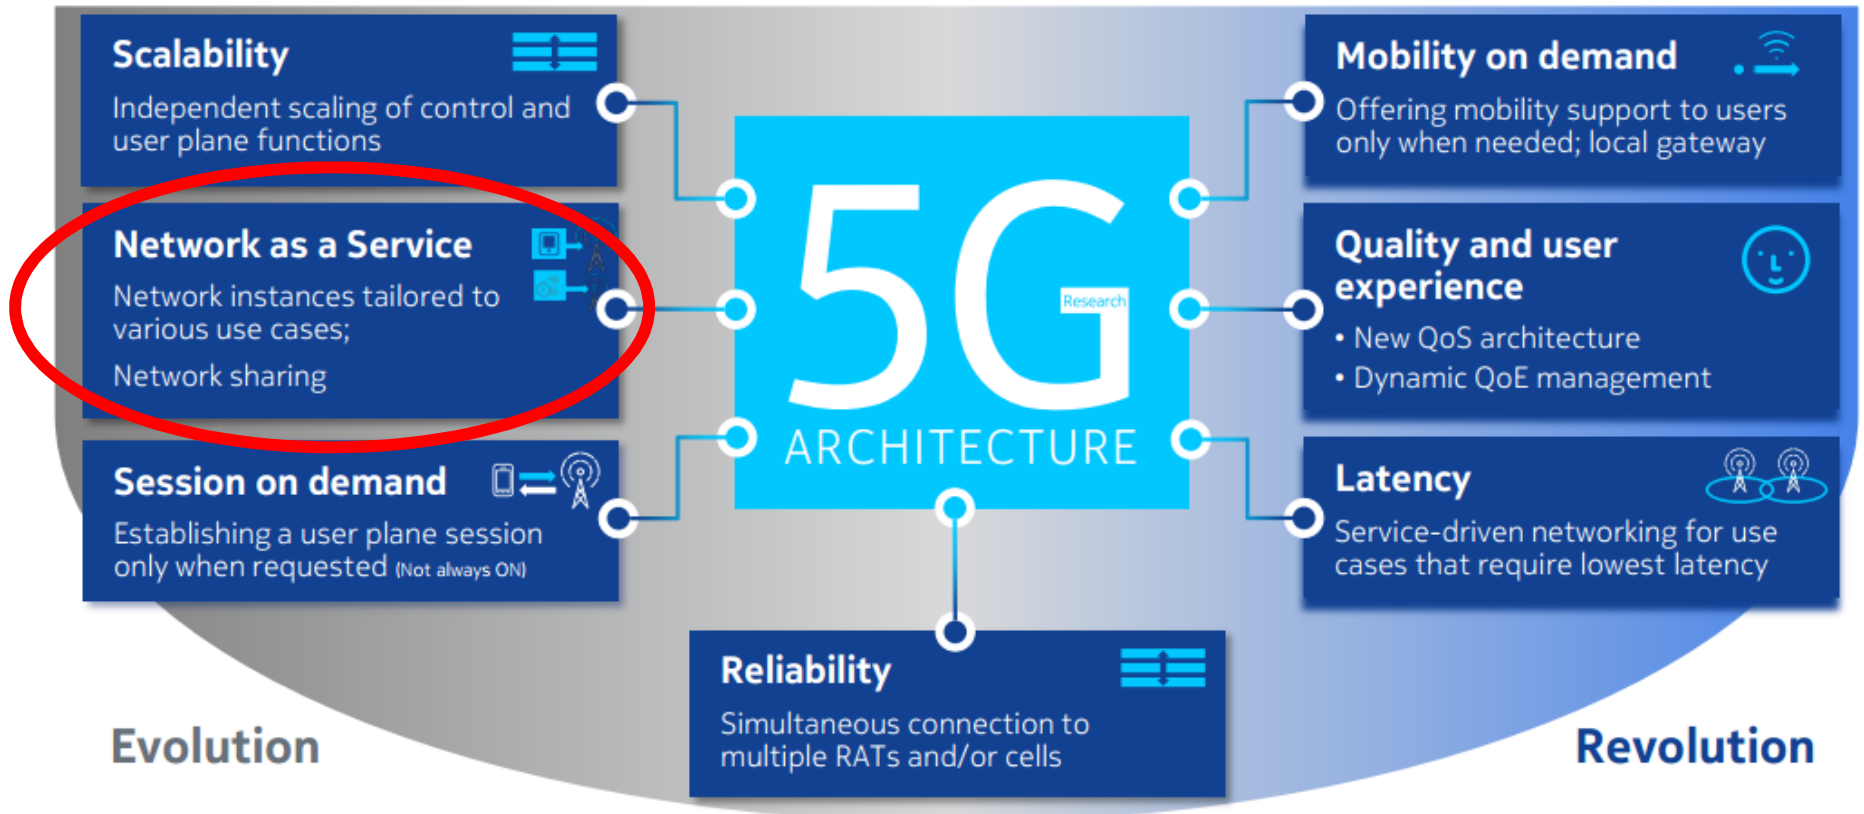 Scalability
Independent scaling of control and
user plane functions
Network as a Service
Network instances tailored to
various use cases;
Network sharing
Session on demand
Establishing a user plane session
only when requested (Not always ON)
5G
Research
ARCHITECTURE
Mobility on demand
Offering mobility support to users
only when needed; local gateway
Quality and user
experience
• New QoS architecture
• Dynamic QoE management
Latency
Service-driven networking for use
cases that require lowest latency
Reliability
Simultaneous connection to
multiple RATs and/or cells
Evolution
Revolution